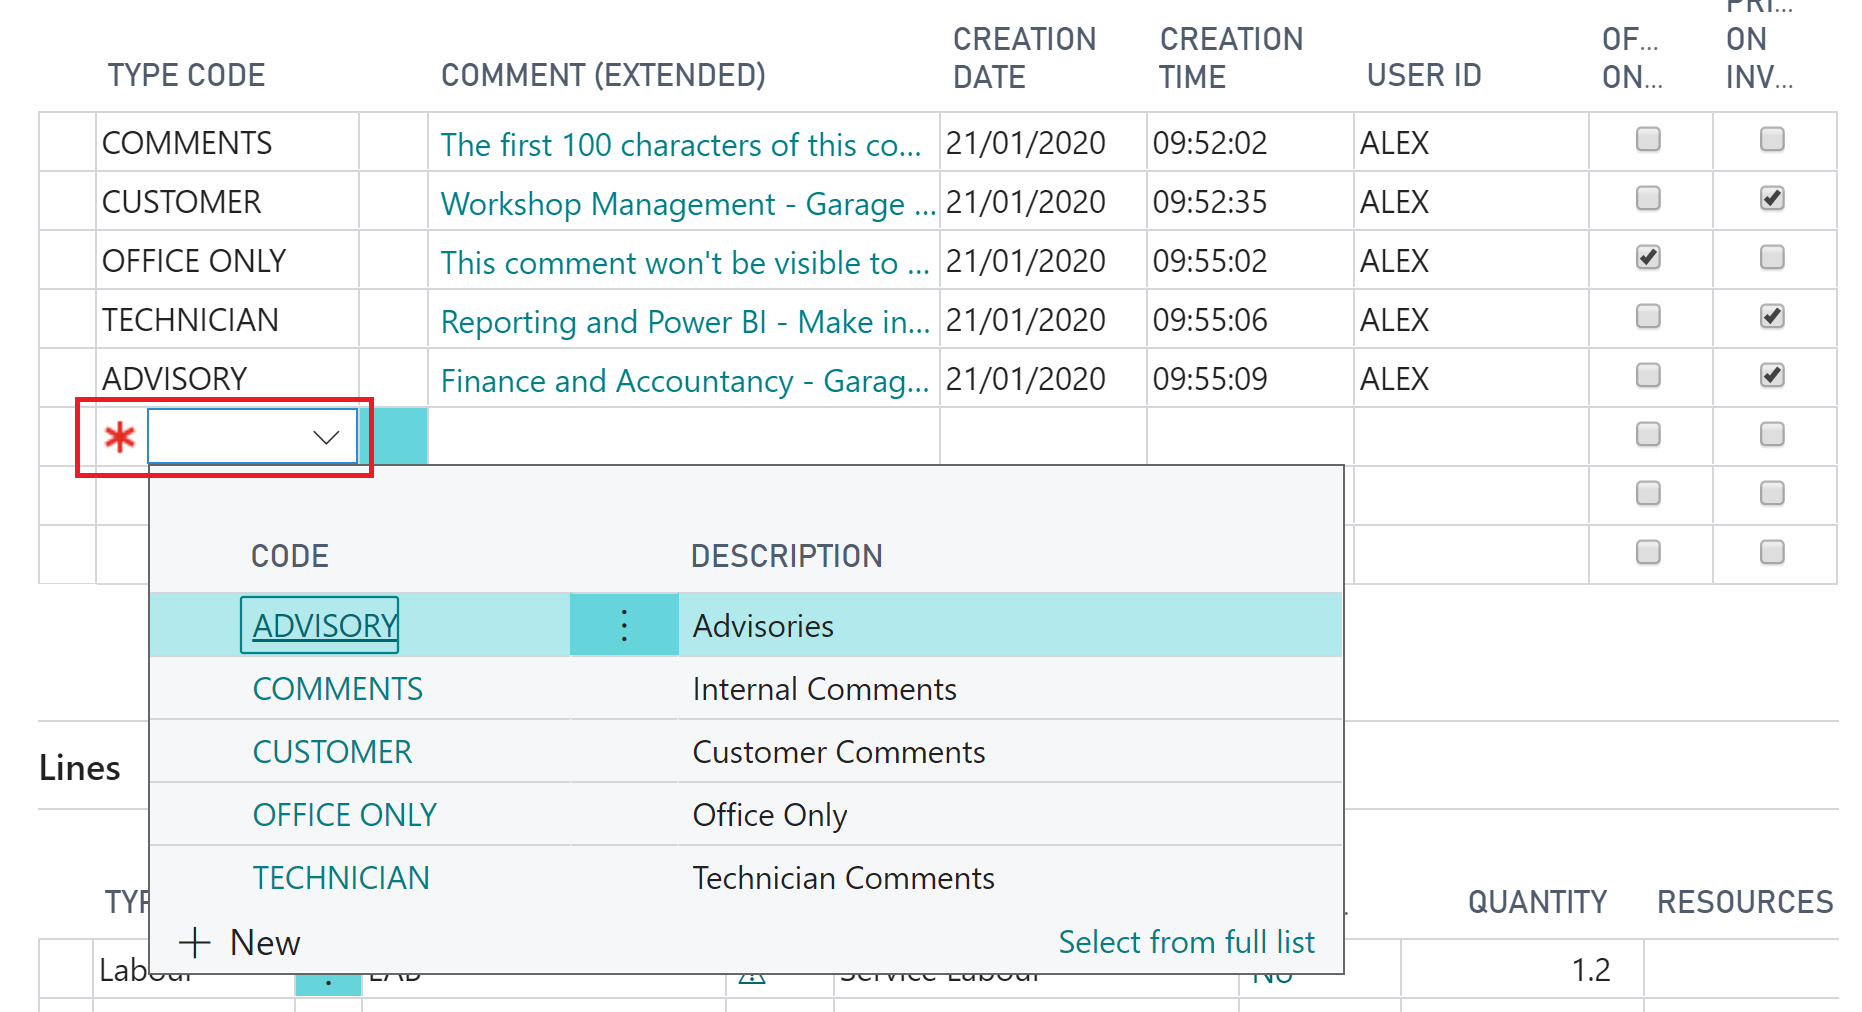 PRI...
CREATION CREATION OF... ON
TYPE CODE COMMENT (EXTENDED) DATE TIME USER ID ON... INV...
COMMENTS The first 100 characters of this co... 21/01/2020 09:52:02 ALEX
CUSTOMER Workshop Management - Garage ... 21/01/2020 09:52:35 ALEX
OFFICE ONLY This comment won't be visible to ... 21/01/2020 09:55:02 ALEX
TECHNICIAN Reporting and Power BI - Make in... 21/01/2020 09:55:06 ALEX
ADVISORY Finance and Accountancy - Garag... 21/01/2020 09:55:09 ALEX
CODE DESCRIPTION
ADVISORY Advisories
COMMENTS Internal Comments
CUSTOMER Customer Comments
Lines
OFFICE ONLY Office Only
TECHNICIAN Technician Comments
QUANTITY RESOURCES
New Select from full list
Labour LAB Service Labour No 1.2